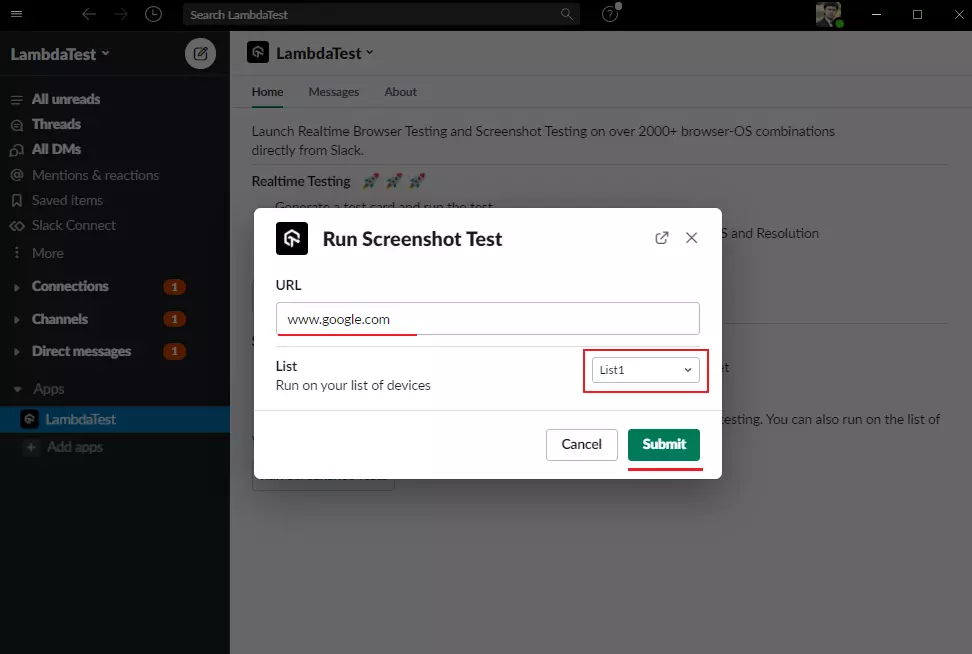 Search LambdaTest
LambdaTest
LambdaTest
Home Messages About
All unreads
Threads
All DMs
@ Mentions & reactions
Saved items
Slack Connect
More
Connections 1
Channels 1
Direct messages 1
Apps
LambdaTest
+ Add apps
Launch Realtime Browser Testing and Screenshot Testing on over 2000+ browser-OS combinations
directly from Slack.
Realtime Testing
Generate a test card and run the test
and Resolution
Run Screenshot Test
URL
www.google.com
List
Run on your list of devices
List1
esting. You can also run on the list of
Cancel Submit